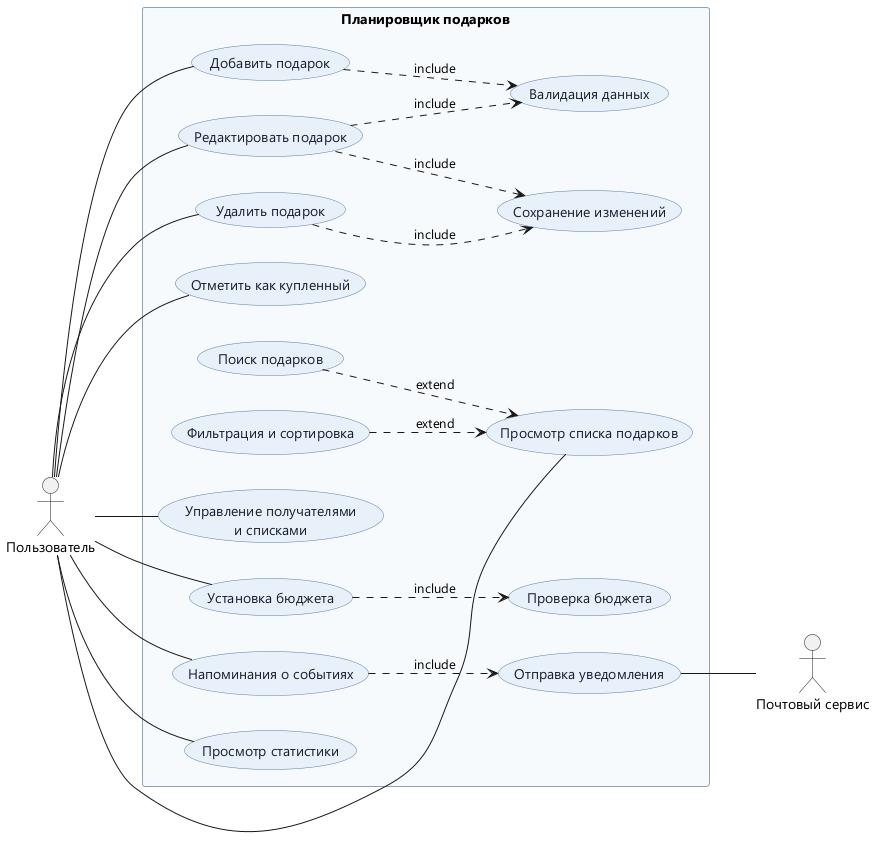 Планировщик подарков
Добавить подарок
include
Валидация данных
include
Редактировать подарок
include
Сохранение изменений
Удалить подарок
include
Отметить как купленный
Поиск подарков
extend
Фильтрация и сортировка
extend
Просмотр списка подарков
Управление получателями
и списками
Пользователь
Установка бюджета
include
Проверка бюджета
Напоминания о событиях
include
Отправка уведомления
Почтовый сервис
Просмотр статистики